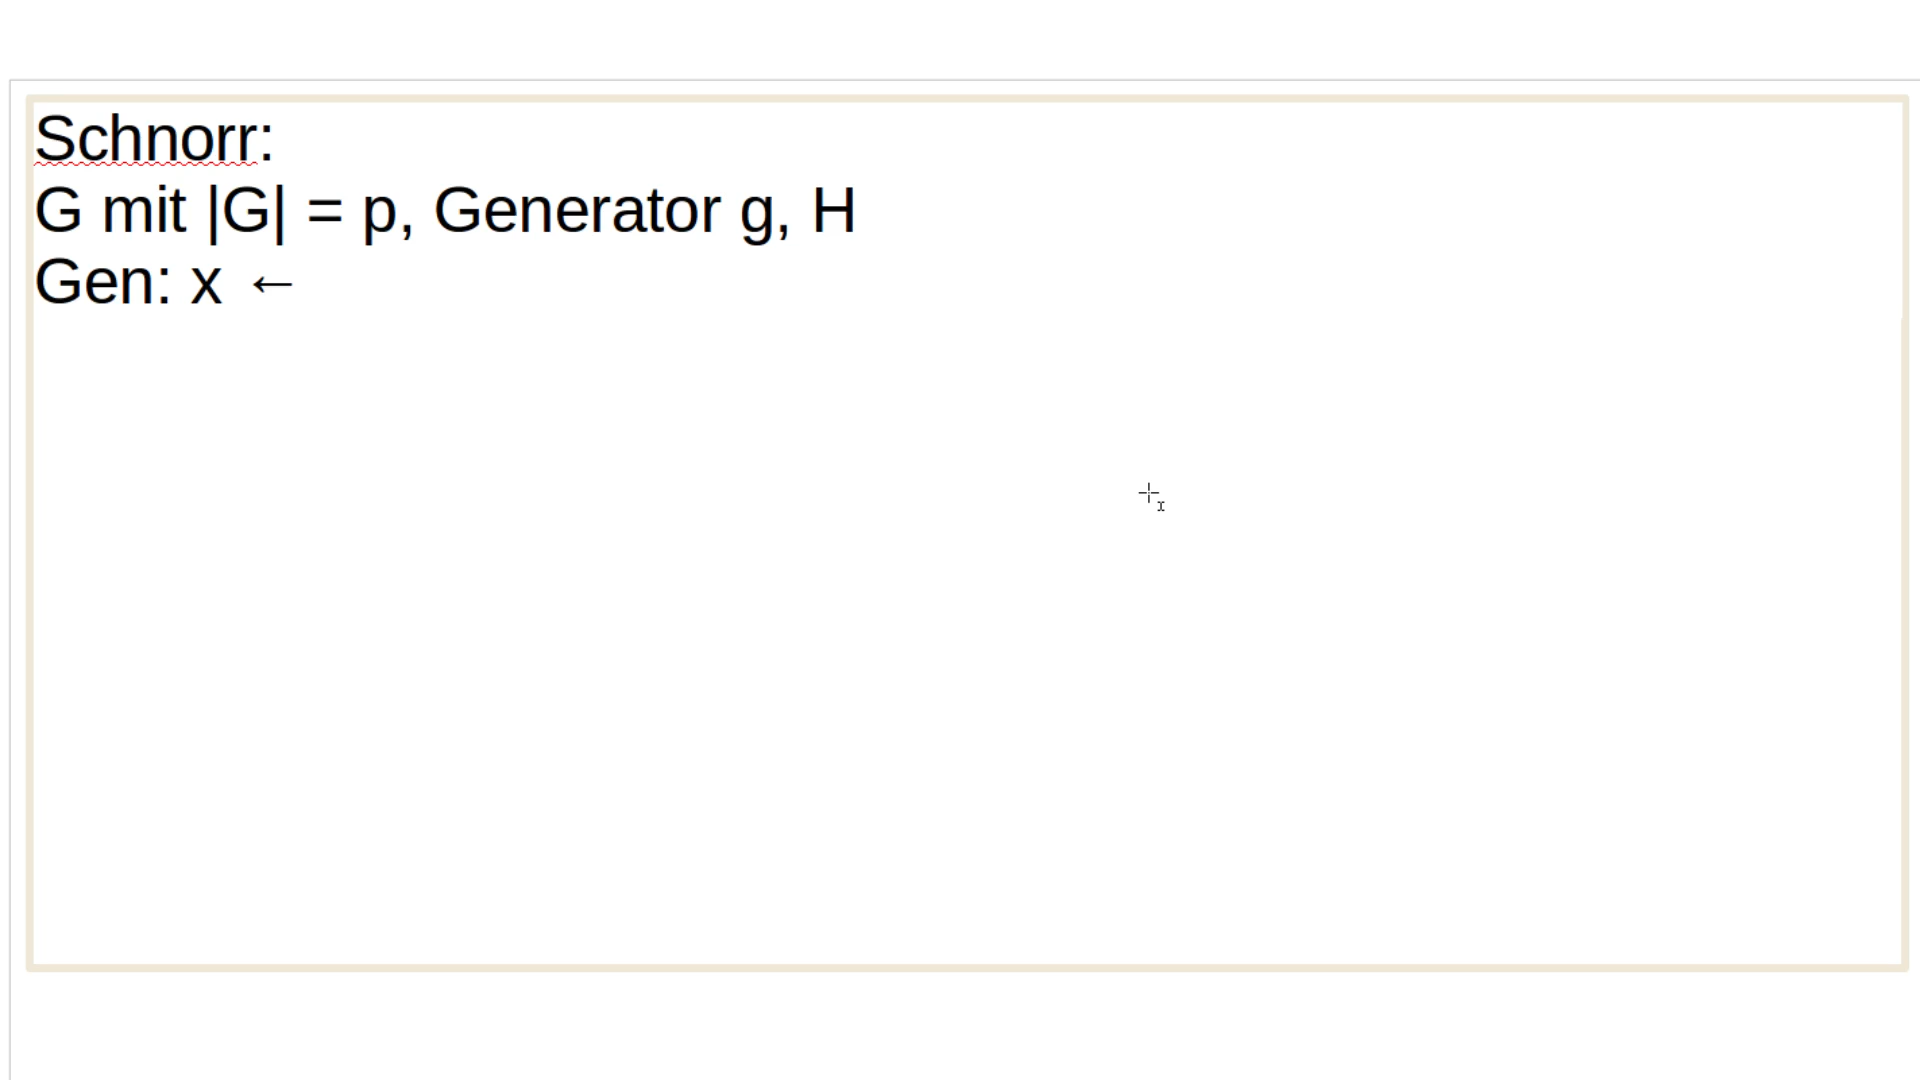 Schnorr:
G mit |G| = p, Generator g, H
Gen: x ←